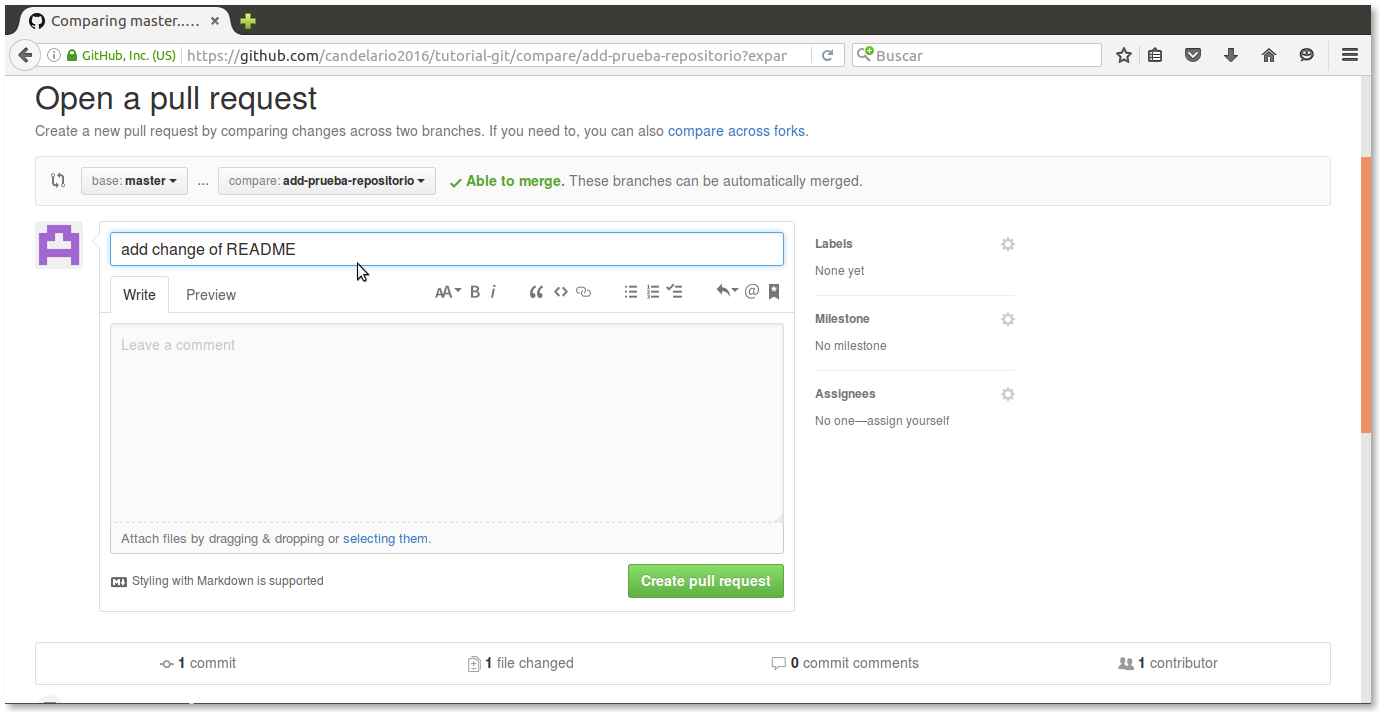 Comparing master.....
GitHub, Inc. (US)
https://github.com/candelario2016/tutorial-git/compare/add-prueba-repositorio?expar
Buscar
Open a pull request
Create a new pull request by comparing changes across two branches. If you need to, you can also compare across forks.
base: master
...
compare: add-prueba-repositorio
Able to merge. These branches can be automatically merged.
add change of README
Write
Preview
AA
B
i
Leave a comment
Attach files by dragging & dropping or selecting them.
Styling with Markdown is supported
Create pull request
Labels
None yet
Milestone
No milestone
Assignees
No one—assign yourself
1 commit
1 file changed
0 commit comments
1 contributor